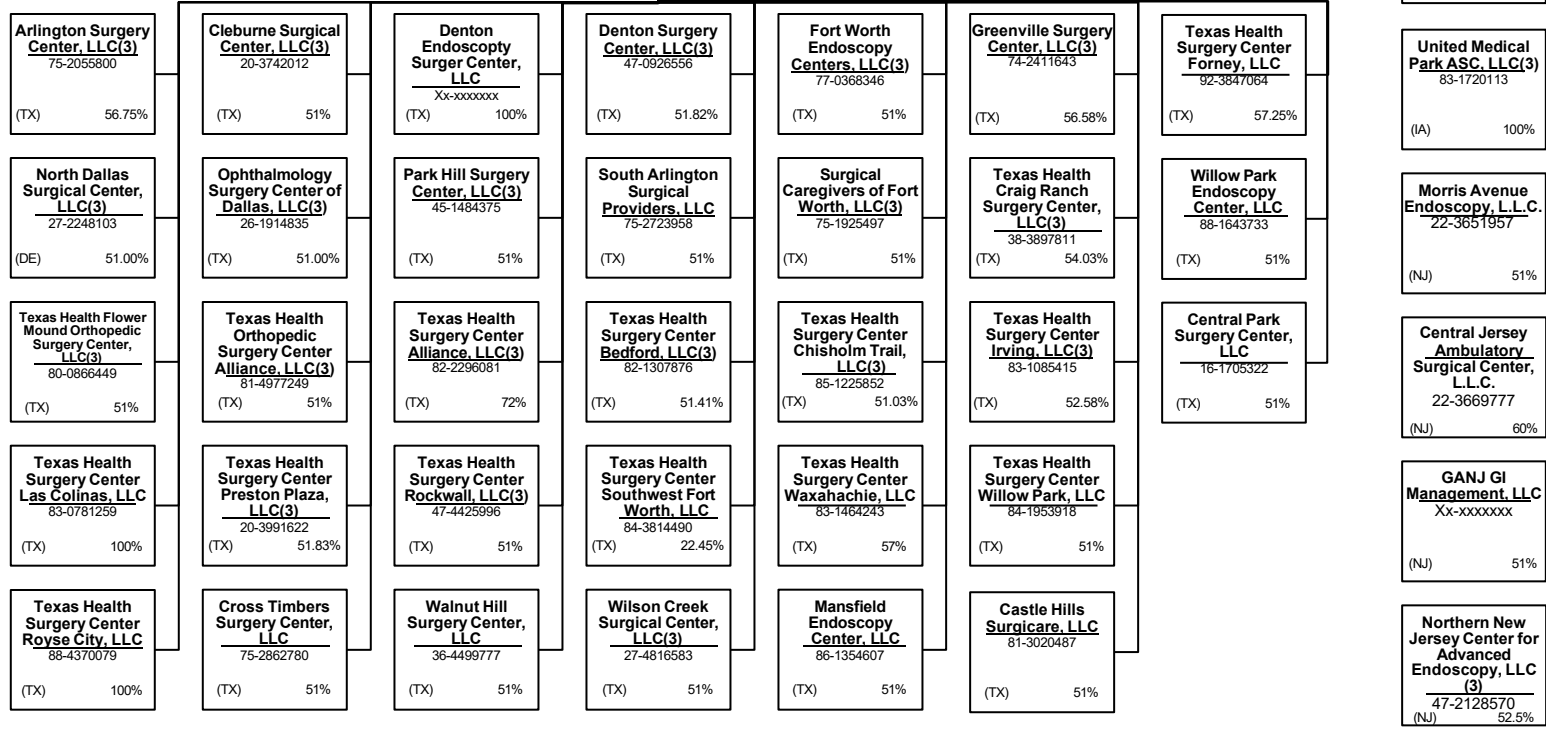 Arlington Surgery
Center, LLC(3)
75-2055800
(TX) 56.75%
Cleburne Surgical
Center, LLC(3)
20-3742012
(TX) 51%
Denton
Endoscopty
Surger Center,
LLC
Xx-xxxxxxx
(TX) 100%
Denton Surgery
Center, LLC(3)
47-0926556
(TX) 51.82%
Fort Worth
Endoscopy
Centers, LLC(3)
77-0368346
(TX) 51%
Greenville Surgery
Center, LLC(3)
74-2411643
(TX) 56.58%
Texas Health
Surgery Center
Forney, LLC
92-3847064
(TX) 57.25%
United Medical
Park ASC, LLC(3)
83-1720113
(IA) 100%
North Dallas
Surgical Center,
LLC(3)
27-2248103
(DE) 51.00%
Ophthalmology
Surgery Center of
Dallas, LLC(3)
26-1914835
(TX) 51.00%
Park Hill Surgery
Center, LLC(3)
45-1484375
(TX) 51%
South Arlington
Surgical
Providers, LLC
75-2723958
(TX) 51%
Surgical
Caregivers of Fort
Worth, LLC(3)
75-1925497
(TX) 51%
Texas Health
Craig Ranch
Surgery Center,
LLC(3)
38-3897811
(TX) 54.03%
Willow Park
Endoscopy
Center, LLC
88-1643733
(TX) 51%
Morris Avenue
Endoscopy, L.L.C.
22-3651957
(NJ) 51%
Texas Health Flower
Mound Orthopedic
Surgery Center,
LLC(3)
80-0866449
(TX) 51%
Texas Health
Orthopedic
Surgery Center
Alliance, LLC(3)
81-4977249
(TX) 51%
Texas Health
Surgery Center
Alliance, LLC(3)
82-2296081
(TX) 72%
Texas Health
Surgery Center
Bedford, LLC(3)
82-1307876
(TX) 51.41%
Texas Health
Surgery Center
Chisholm Trail,
LLC(3)
85-1225852
(TX) 51.03%
Texas Health
Surgery Center
Irving, LLC(3)
83-1085415
(TX) 52.58%
Central Park
Surgery Center,
LLC
16-1705322
(TX) 51%
Central Jersey
Ambulatory
Surgical Center,
L.L.C.
22-3669777
(NJ) 60%
Texas Health
Surgery Center
Las Colinas, LLC
83-0781259
(TX) 100%
Texas Health
Surgery Center
Preston Plaza,
LLC(3)
20-3991622
(TX) 51.83%
Texas Health
Surgery Center
Rockwall, LLC(3)
47-4425996
(TX) 51%
Texas Health
Surgery Center
Southwest Fort
Worth, LLC
84-3814490
(TX) 22.45%
Texas Health
Surgery Center
Waxahachie, LLC
83-1464243
(TX) 57%
Texas Health
Surgery Center
Willow Park, LLC
84-1953918
(TX) 51%
GANJ GI
Management, LLC
Xx-xxxxxxx
(NJ) 51%
Texas Health
Surgery Center
Royse City, LLC
88-4370079
(TX) 100%
Cross Timbers
Surgery Center,
LLC
75-2862780
(TX) 51%
Walnut Hill
Surgery Center,
LLC
36-4499777
(TX) 51%
Wilson Creek
Surgical Center,
LLC(3)
27-4816583
(TX) 51%
Mansfield
Endoscopy
Center, LLC
86-1354607
(TX) 51%
Castle Hills
Surgicare, LLC
81-3020487
(TX) 51%
Northern New
Jersey Center for
Advanced
Endoscopy, LLC
(3)
47-2128570
(NJ) 52.5%